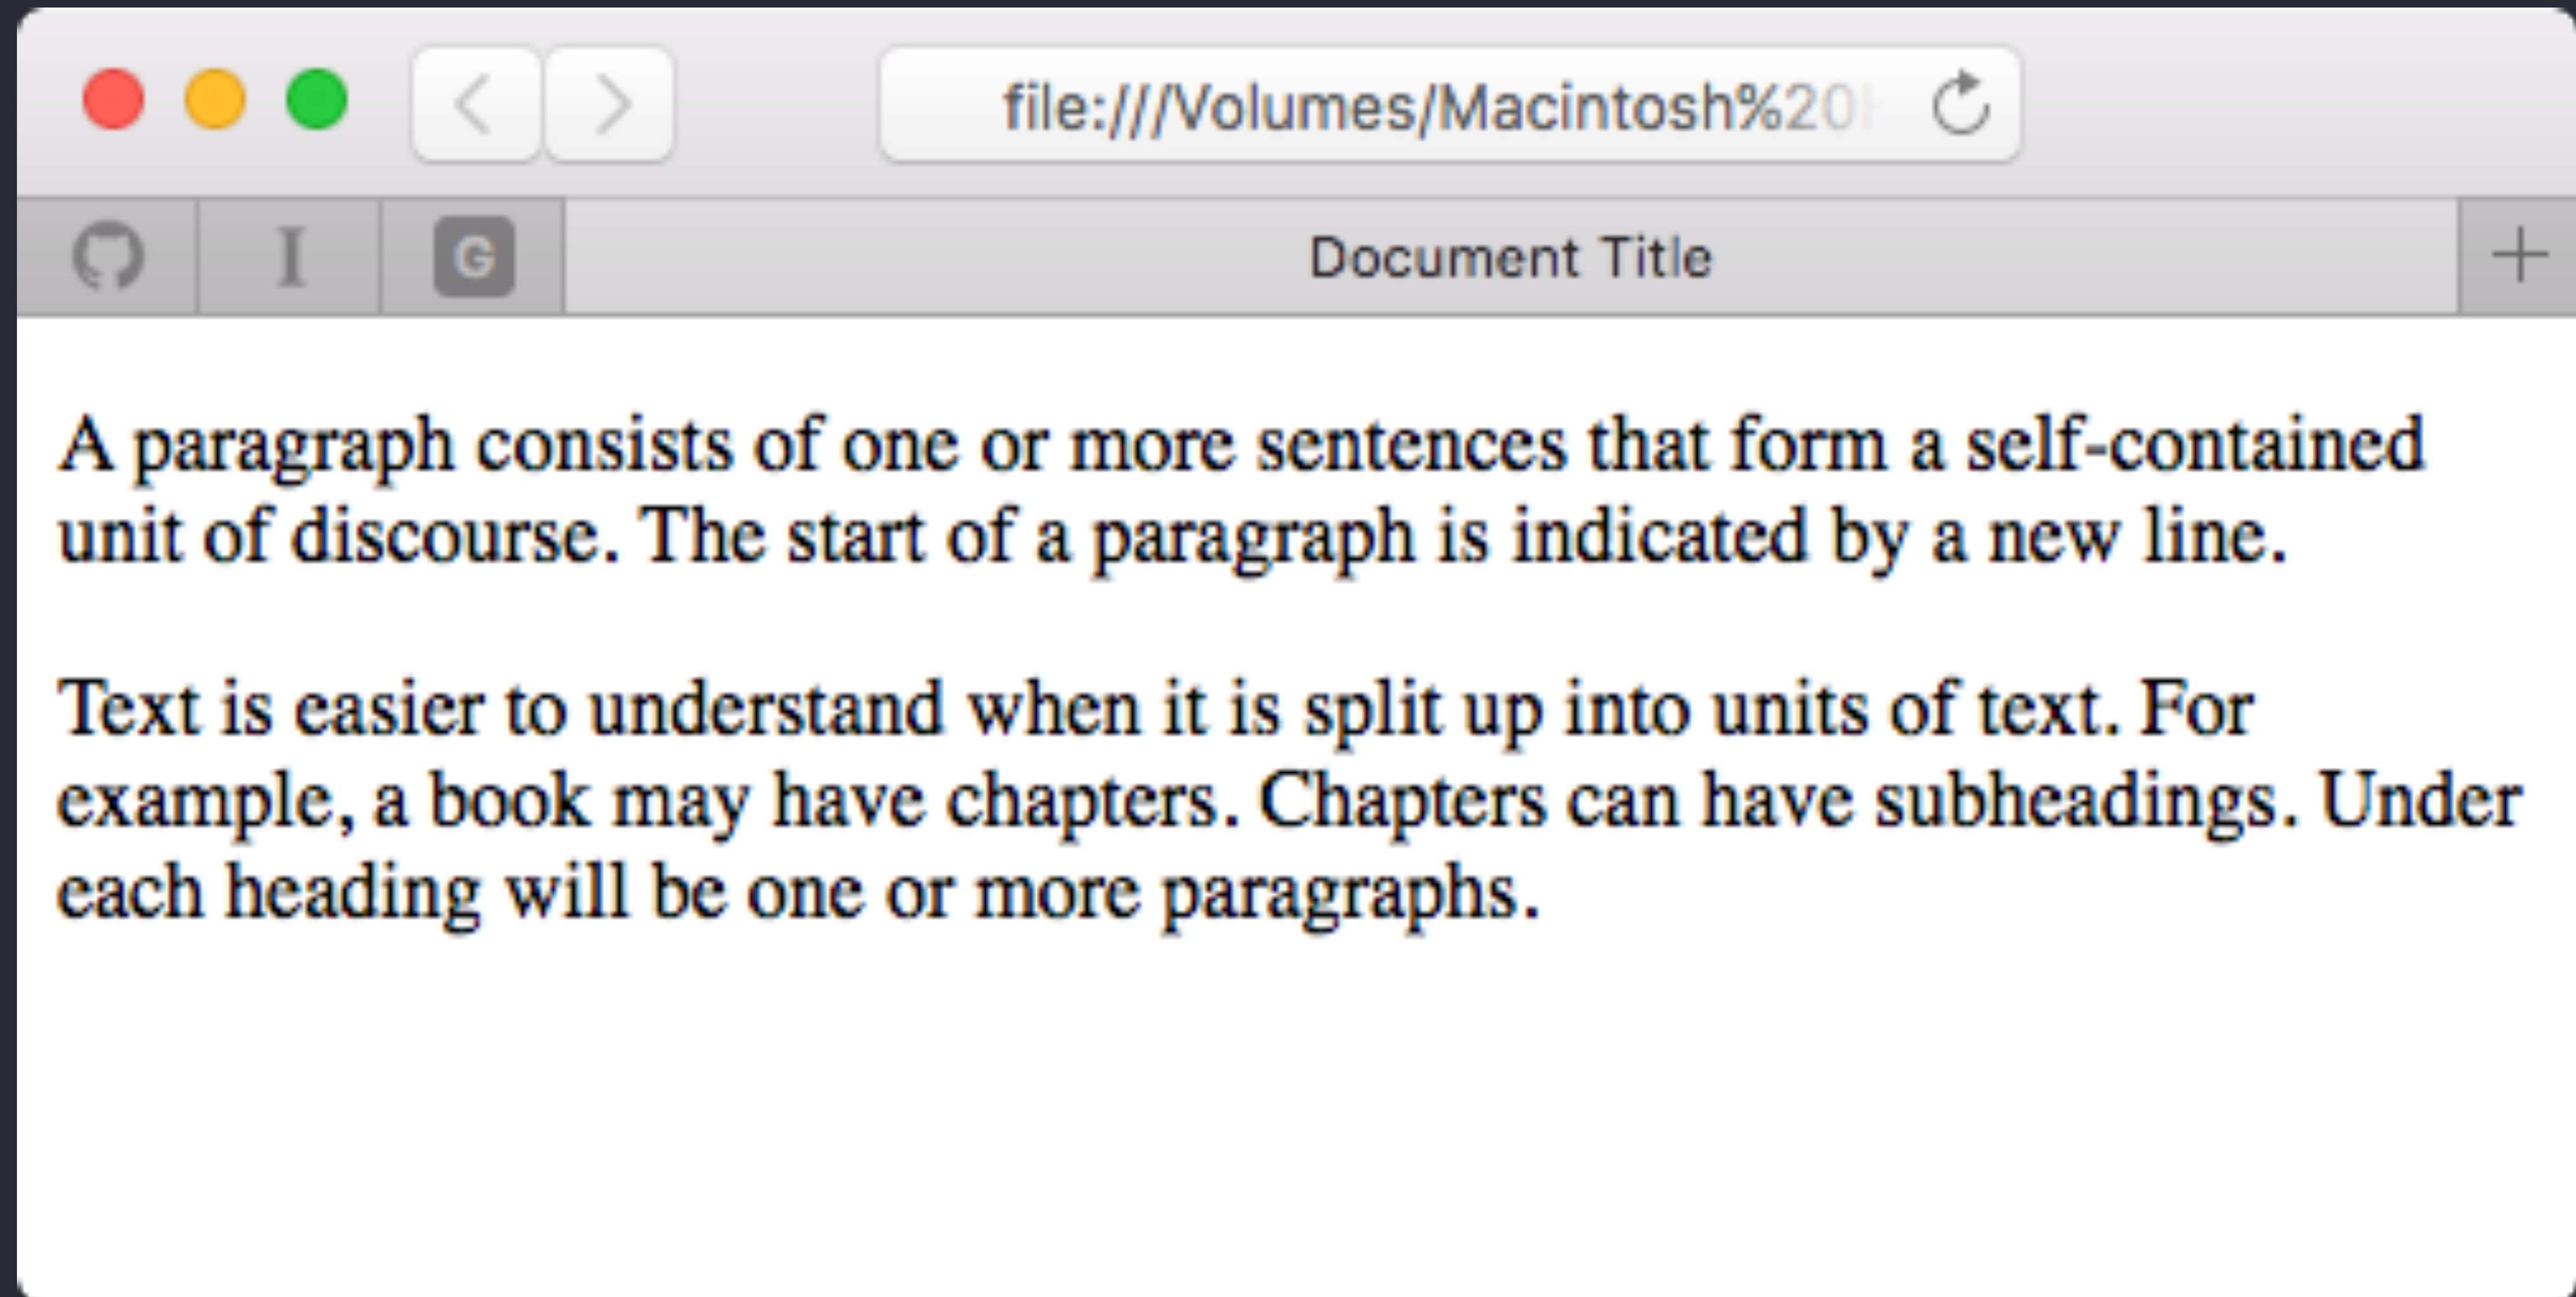 file:///Volumes/Macintosh%20
I
G
Document Title
A paragraph consists of one or more sentences that form a self-contained
unit of discourse. The start of a paragraph is indicated by a new line.
Text is easier to understand when it is split up into units of text. For
example, a book may have chapters. Chapters can have subheadings. Under
each heading will be one or more paragraphs.